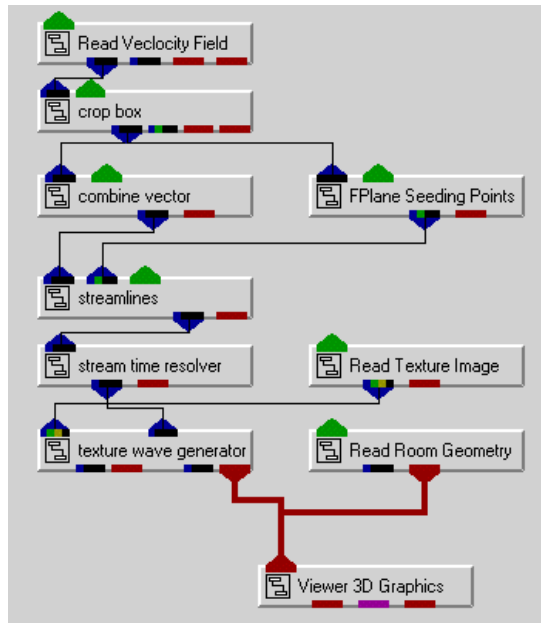 Read Veclocity Field
crop box
combine vector
FPlane Seeding Points
streamlines
stream time resolver
Read Texture Image
texture wave generator
Read Room Geometry
Viewer 3D Graphics